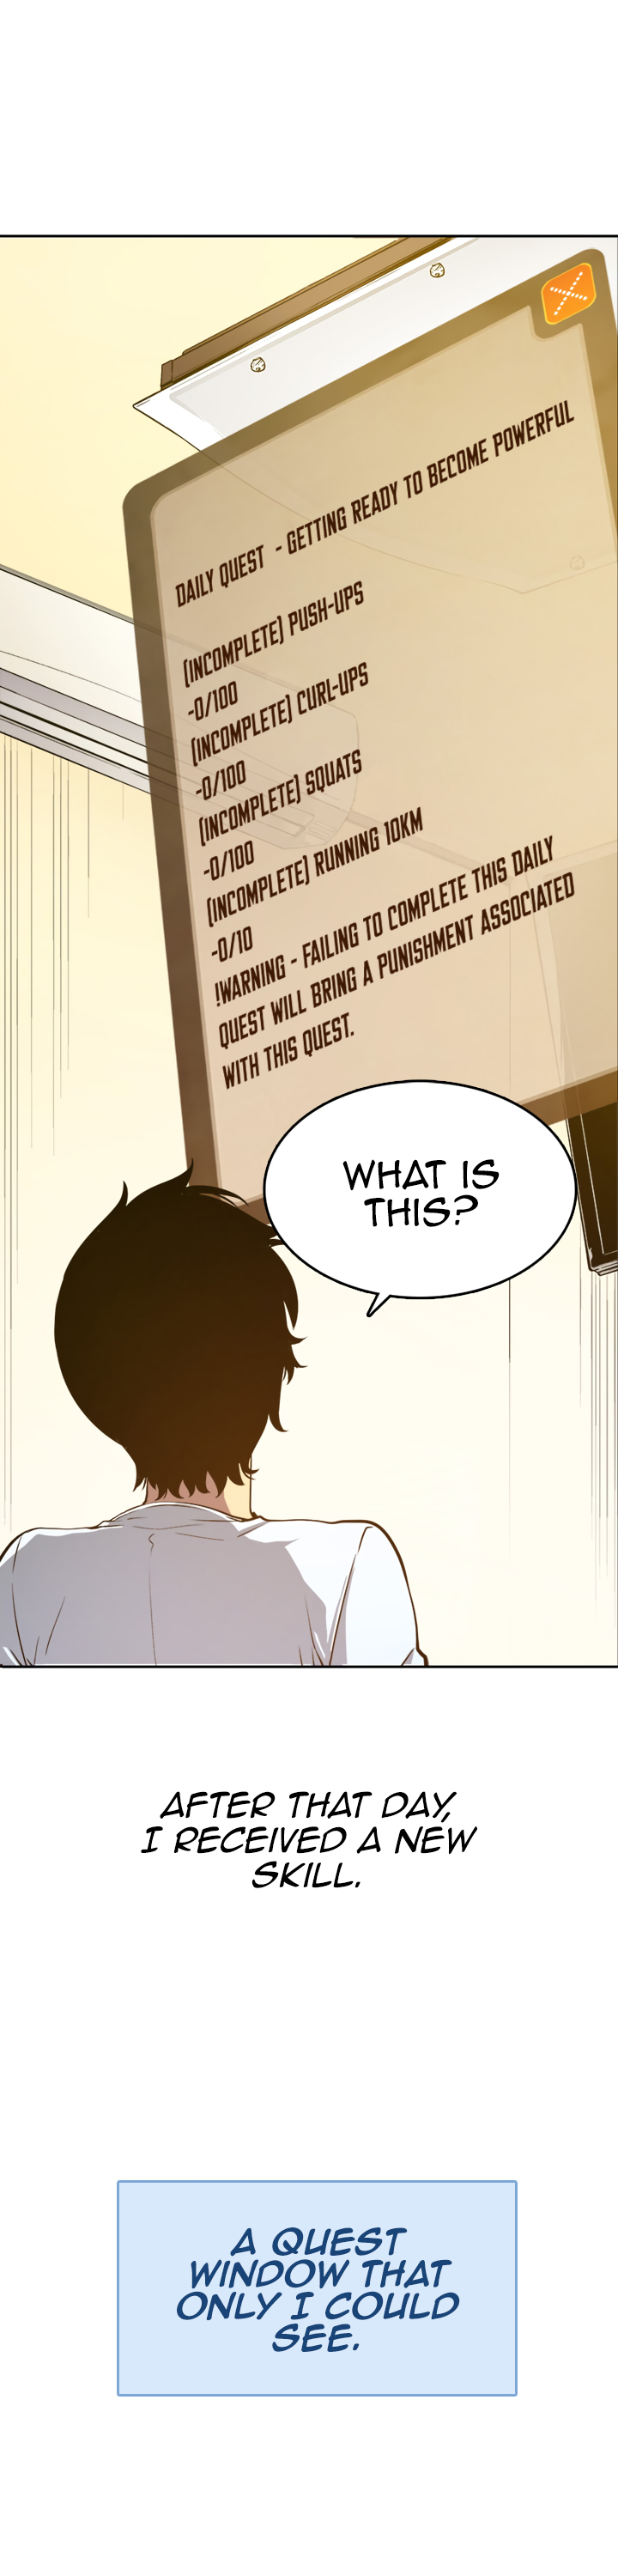 DAILY QUEST - GETTING READY TO BECOME POWERFUL
[INCOMPLETE] PUSH-UPS
-0/100
[INCOMPLETE] CURL-UPS
-0/100
[INCOMPLETE] SQUATS
-0/100
[INCOMPLETE] RUNNING 10KM
-0/10
!WARNING - FAILING TO COMPLETE THIS DAILY
QUEST WILL BRING A PUNISHMENT ASSOCIATED
WITH THIS QUEST.
WHAT IS
THIS?
AFTER THAT DAY,
I RECEIVED A NEW
SKILL.
A QUEST
WINDOW THAT
ONLY I COULD
SEE.